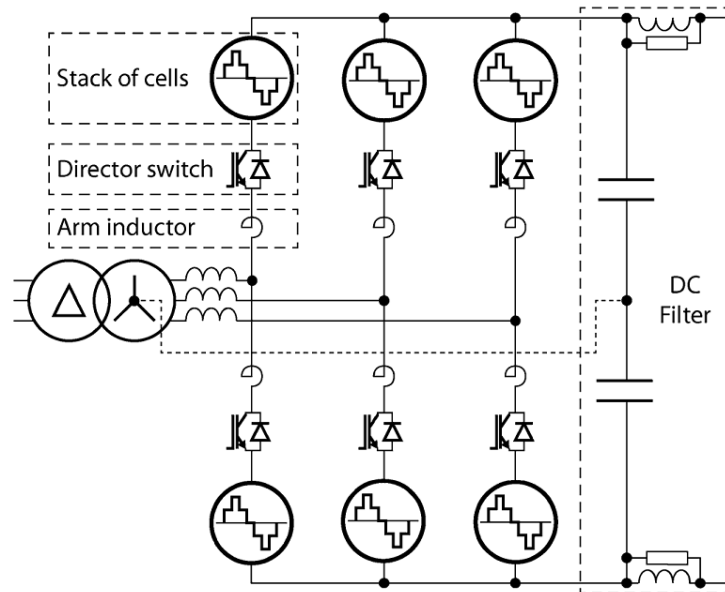 Stack of cells
Director switch
Arm inductor
DC
Filter